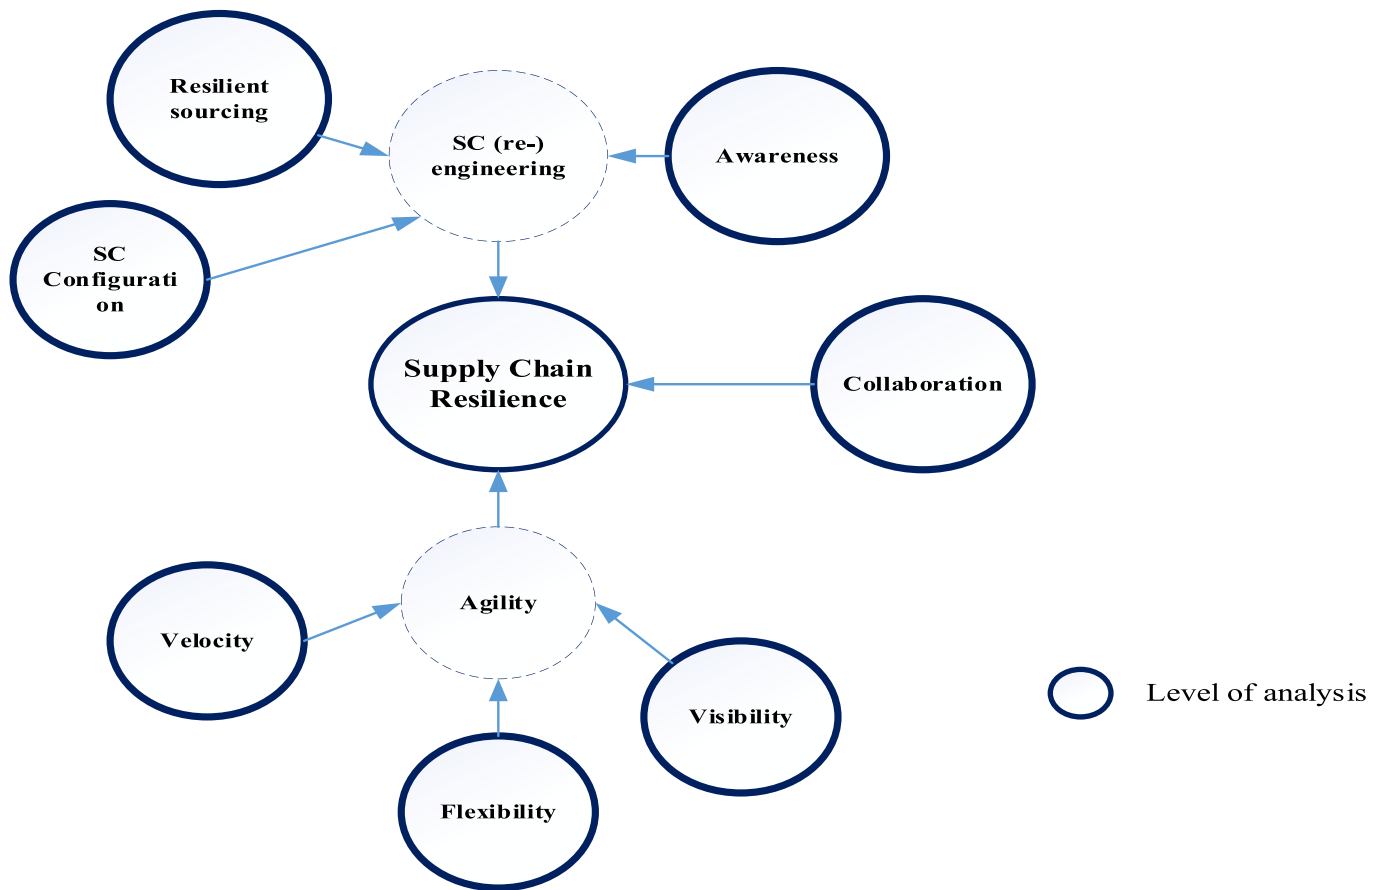 Resilient
sourcing
SC (re-)
engineering
Awareness
SC
Configurati
on
Supply Chain
Resilience
Collaboration
Agility
Velocity
Visibility
Level of analysis
Flexibility